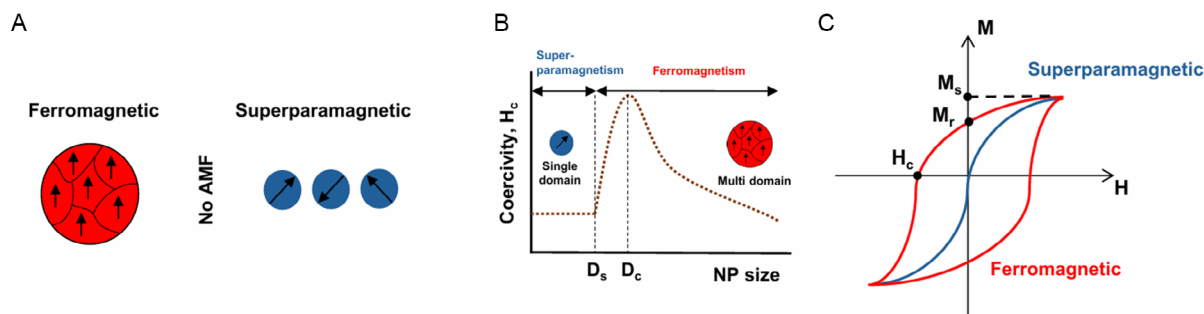 A
Ferromagnetic
No AMF
Superparamagnetic
B
Super-
paramagnetism
Ferromagnetism
Coercivity, Hc
Single
domain
Multi domain
Ds
Dc
NP size
C
M
Superparamagnetic
Ms
Mr
Hc
H
Ferromagnetic